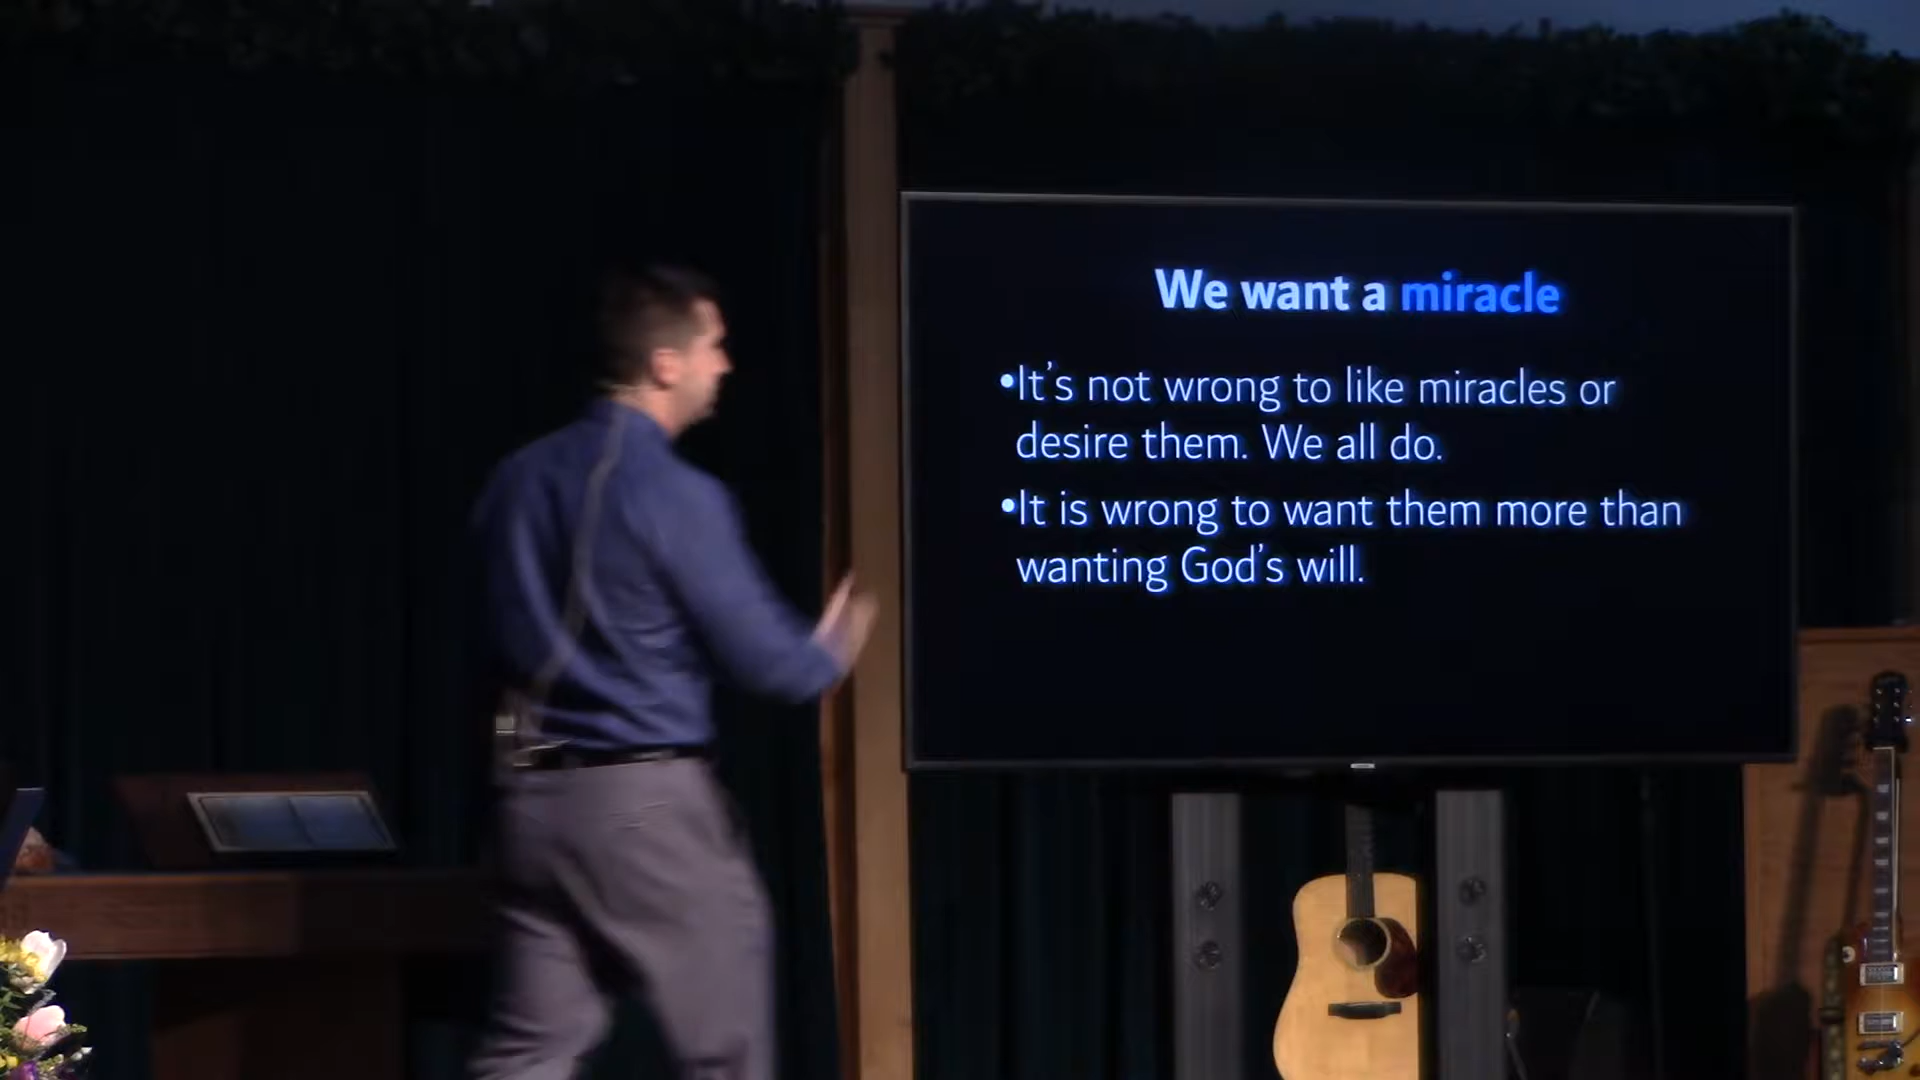 We want a miracle
•It's not wrong to like miracles or
desire them. We all do.
•It is wrong to want them more than
wanting God's will.